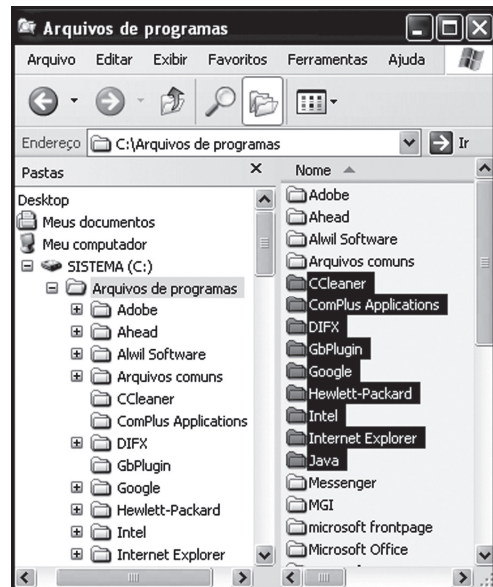 Arquivos de programas
Arquivo Editar Exibir Favoritos Ferramentas Ajuda
Endereço C:\Arquivos de programas Ir
Pastas
Desktop
Meus documentos
Meu computador
SISTEMA (C:)
Arquivos de programas
Adobe
Ahead
Alwil Software
Arquivos comuns
CCleaner
ComPlus Applications
DIFX
GbPlugin
Google
Hewlett-Packard
Intel
Internet Explorer
Nome
Adobe
Ahead
Alwil Software
Arquivos comuns
CCleaner
ComPlus Applications
DIFX
GbPlugin
Google
Hewlett-Packard
Intel
Internet Explorer
Java
Messenger
MGI
microsoft frontpage
Microsoft Office